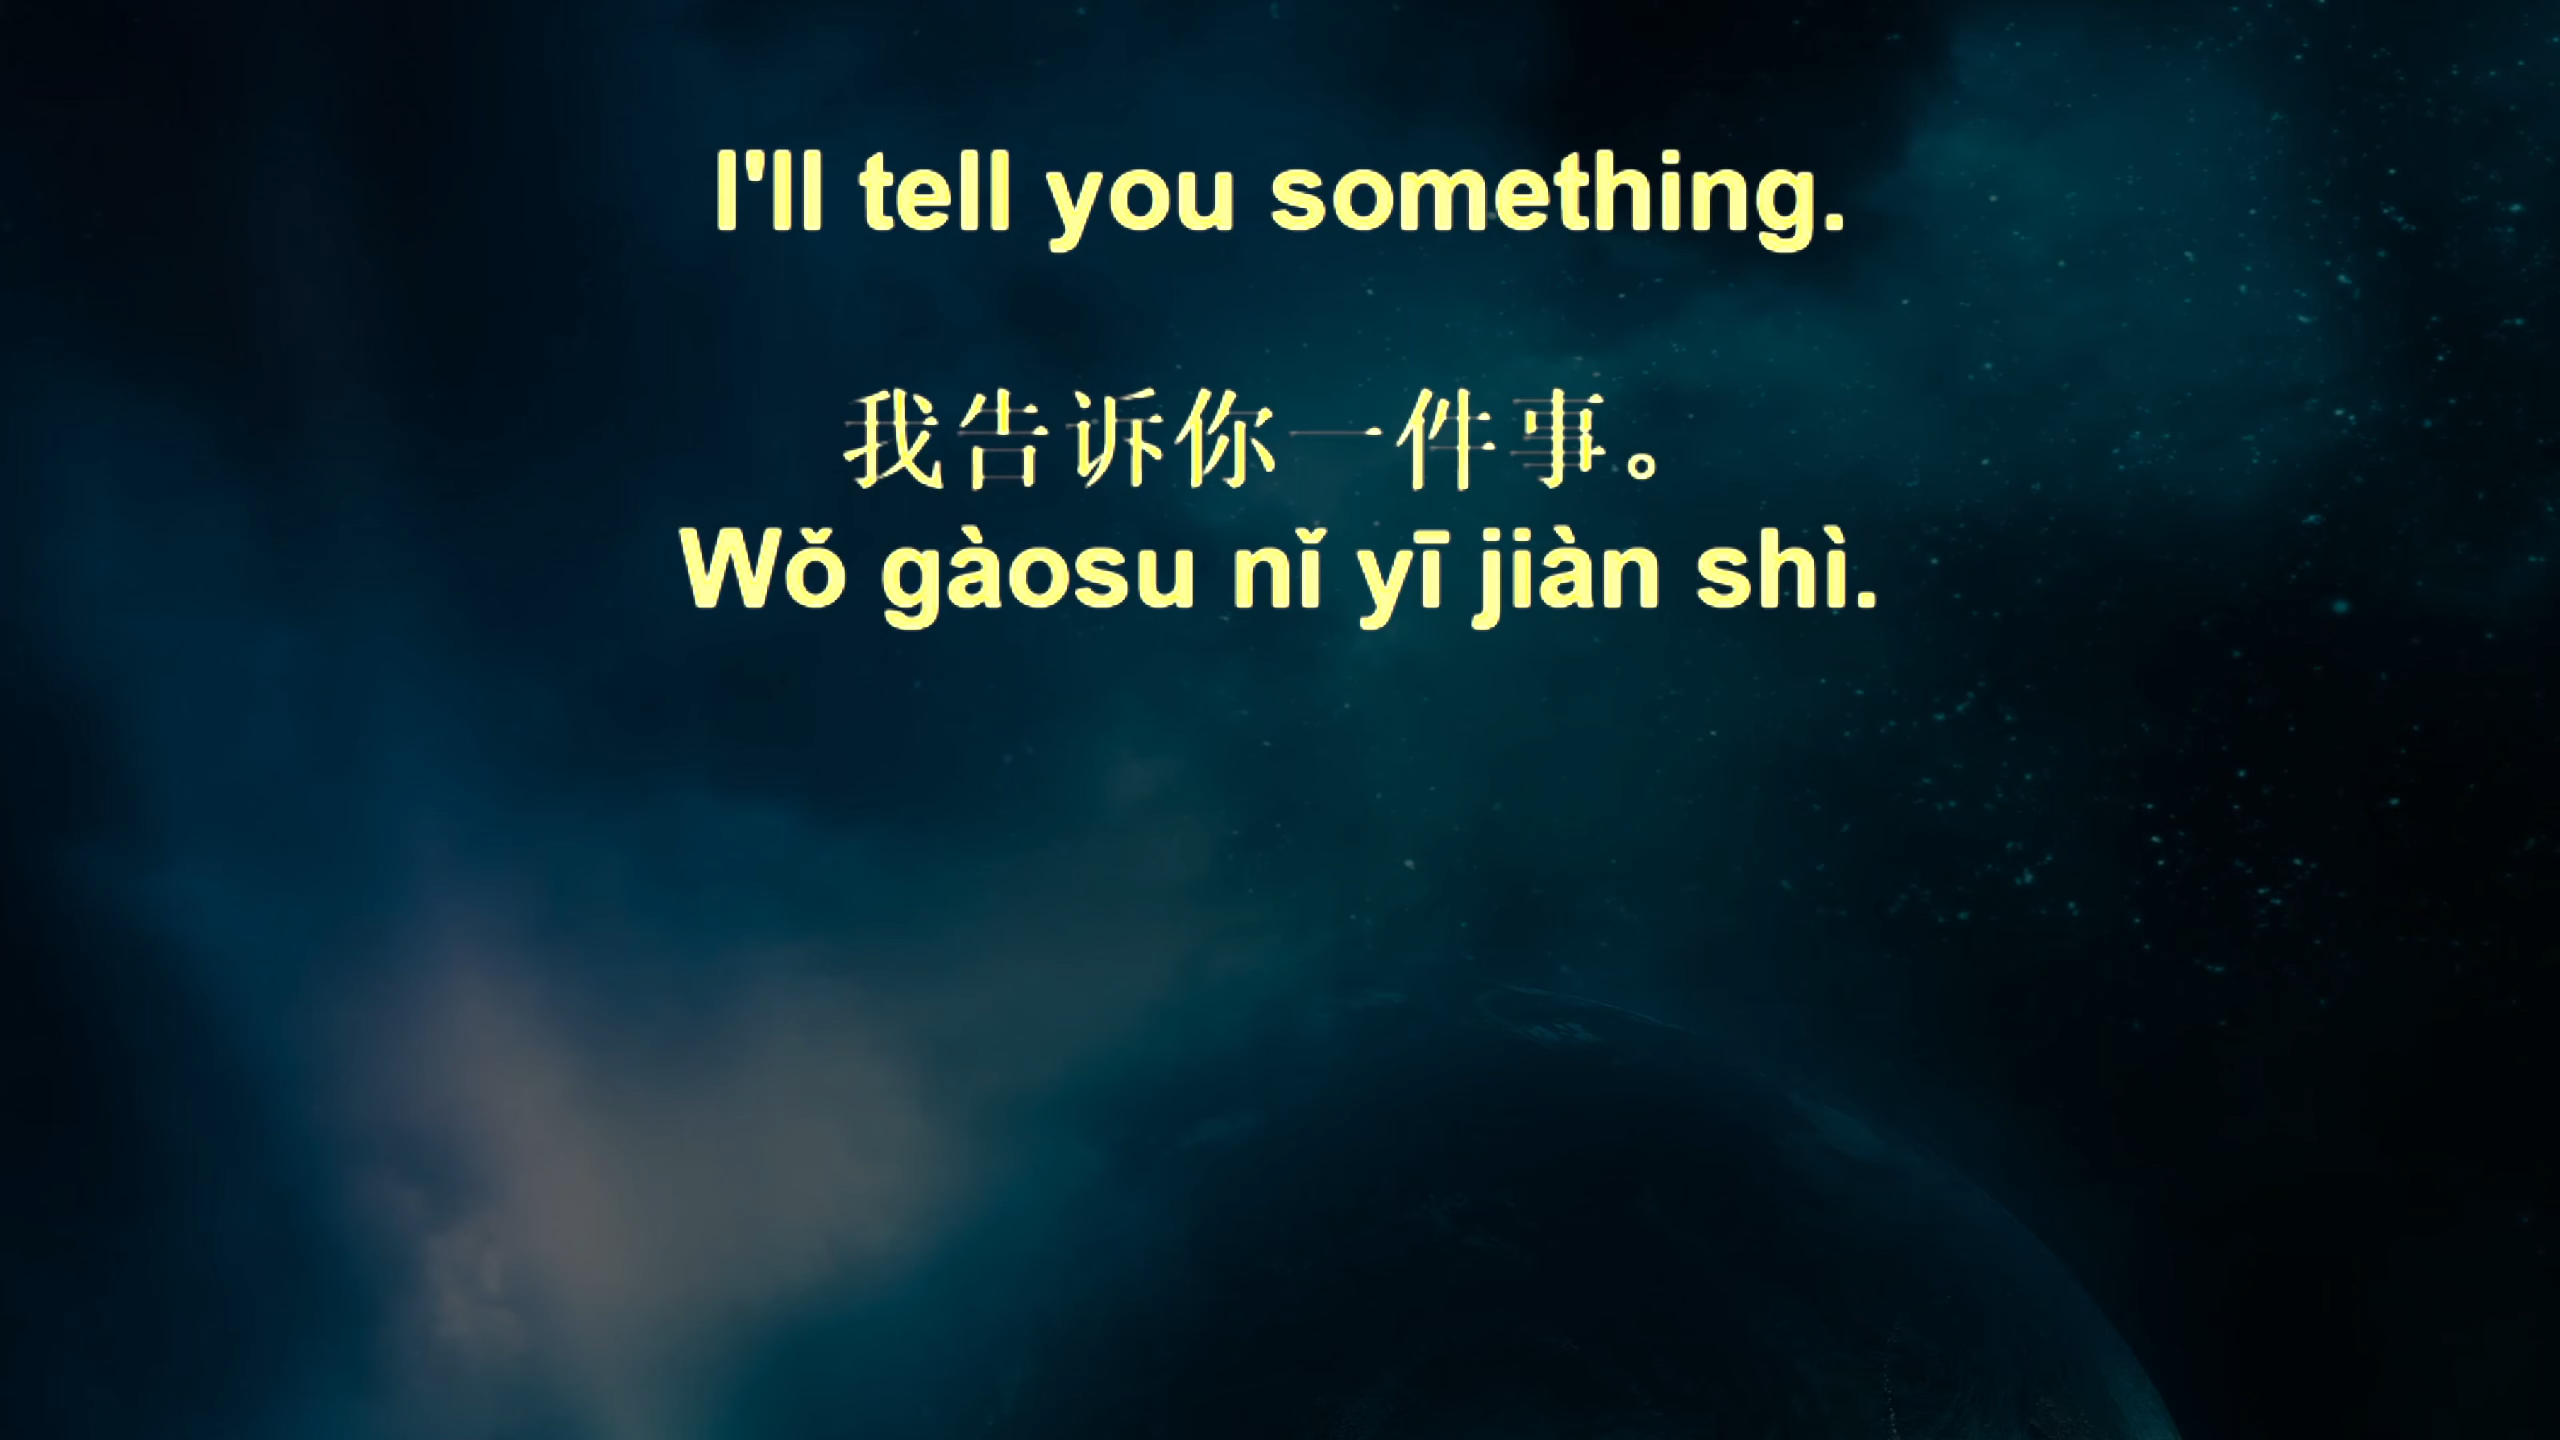 I'll tell you something.
我告诉你一件事。
Wǒ gàosu nǐ yī jiàn shì.